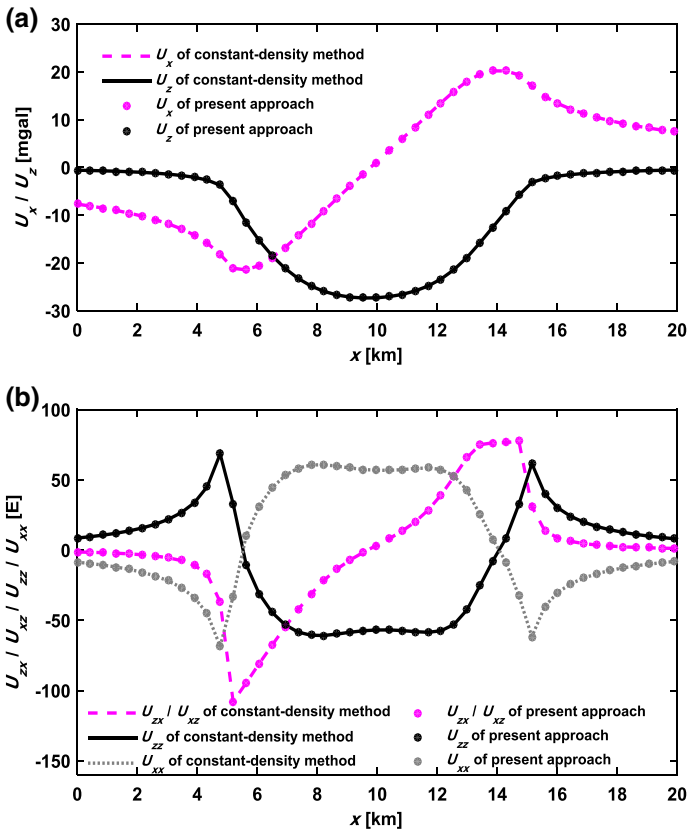 (a)
30
20
10
0
-10
-20
-30
U_x / U_z [mgal]
U_x of constant-density method
U_z of constant-density method
U_x of present approach
U_z of present approach
0 2 4 6 8 10 12 14 16 18 20
x [km]
(b)
100
50
0
-50
-100
-150
U_zx / U_xz / U_zz / U_xx [E]
U_zx / U_xz of constant-density method U_zx / U_xz of present approach
U_zz of constant-density method U_zz of present approach
U_xx of constant-density method U_xx of present approach
0 2 4 6 8 10 12 14 16 18 20
x [km]